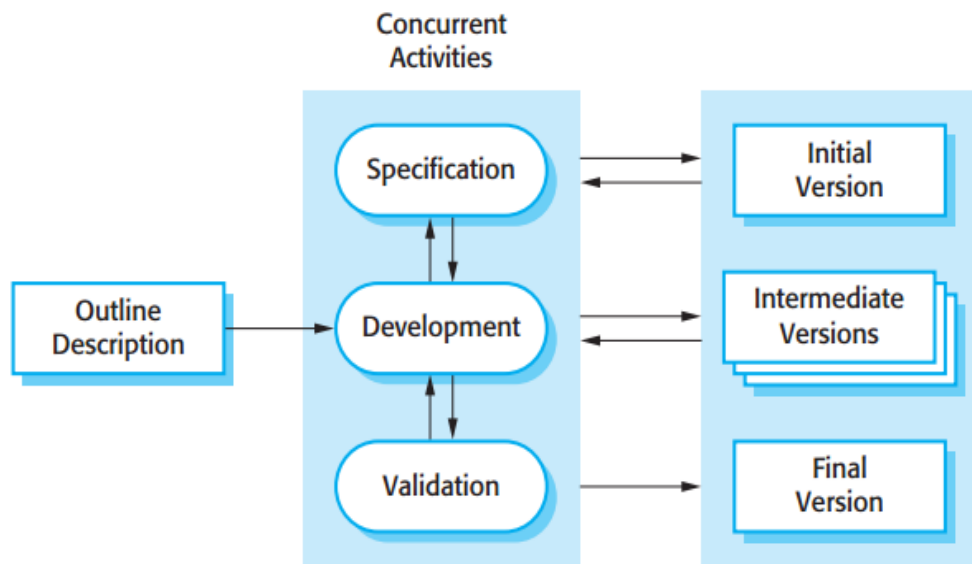 Concurrent
Activities
Specification
Initial
Version
Outline
Description
Development
Intermediate
Versions
Validation
Final
Version